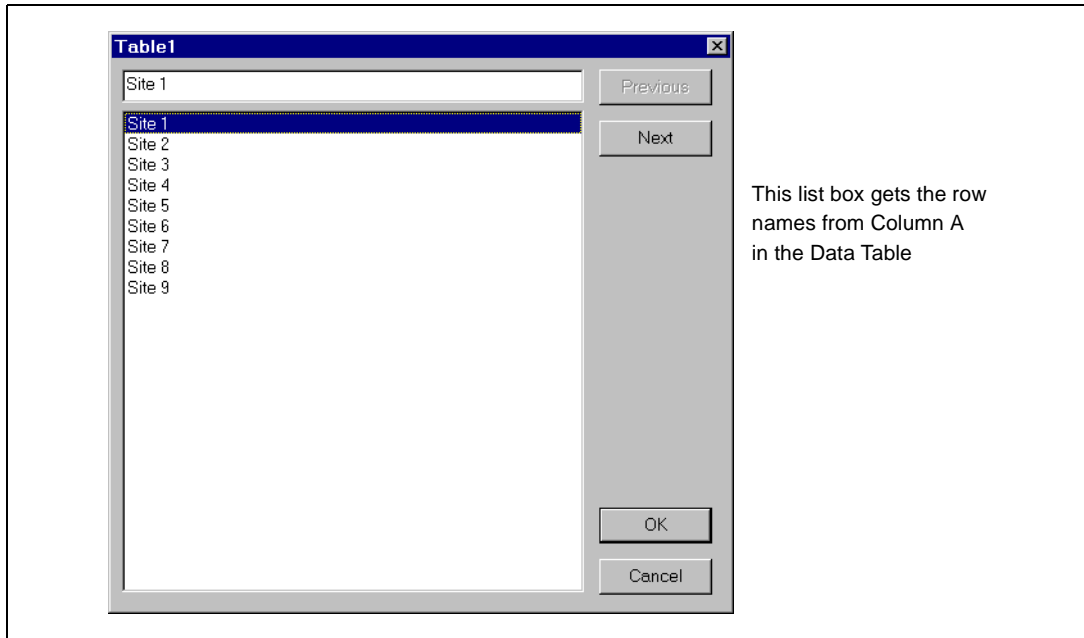 Table1
Site 1
Previous
Site 1
Site 2
Site 3
Site 4
Site 5
Site 6
Site 7
Site 8
Site 9
Next
OK
Cancel
This list box gets the row
names from Column A
in the Data Table